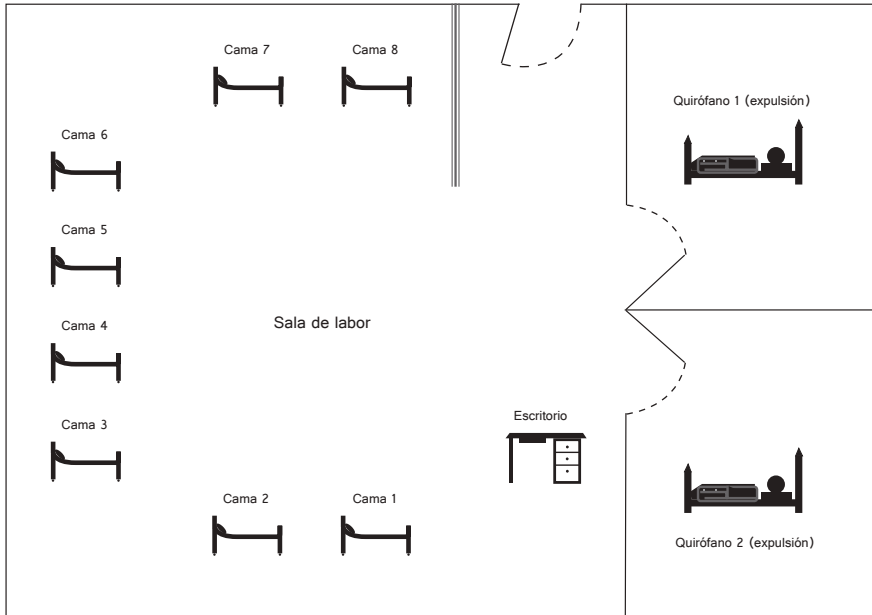 Cama 7
Cama 8
Quirófano 1 (expulsión)
Cama 6
Cama 5
Sala de labor
Cama 4
Escritorio
Cama 3
Cama 2
Cama 1
Quirófano 2 (expulsión)